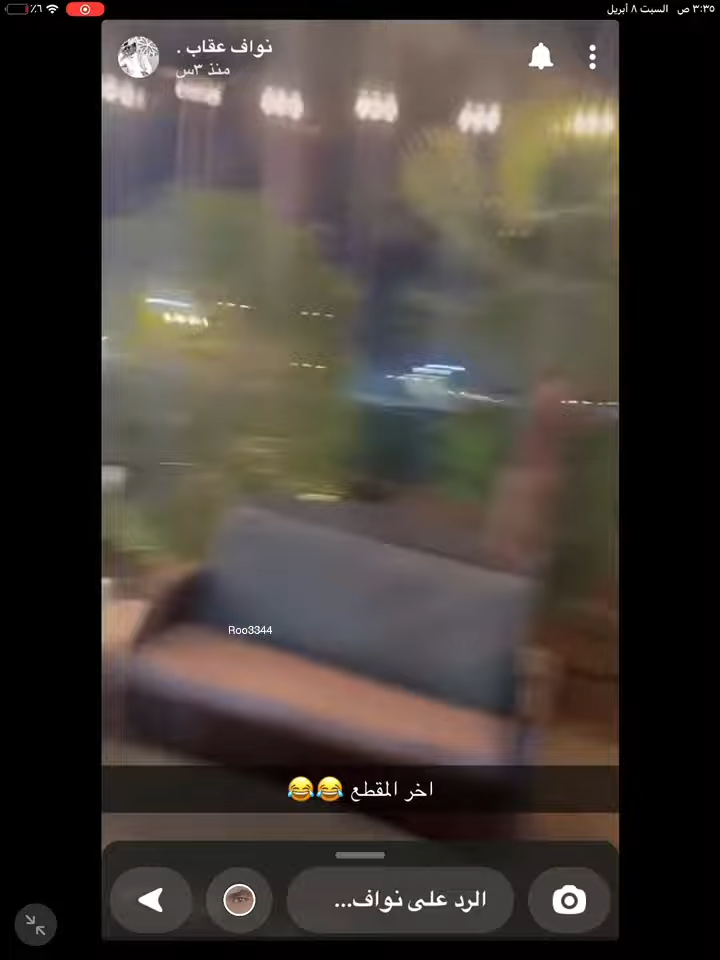 ٣:٣٥ ص السبت ٨ أبريل ٦٪
نواف عقاب .
منذ ٣س
Roo3344
اخر المقطع 😂😂
الرد على نواف...